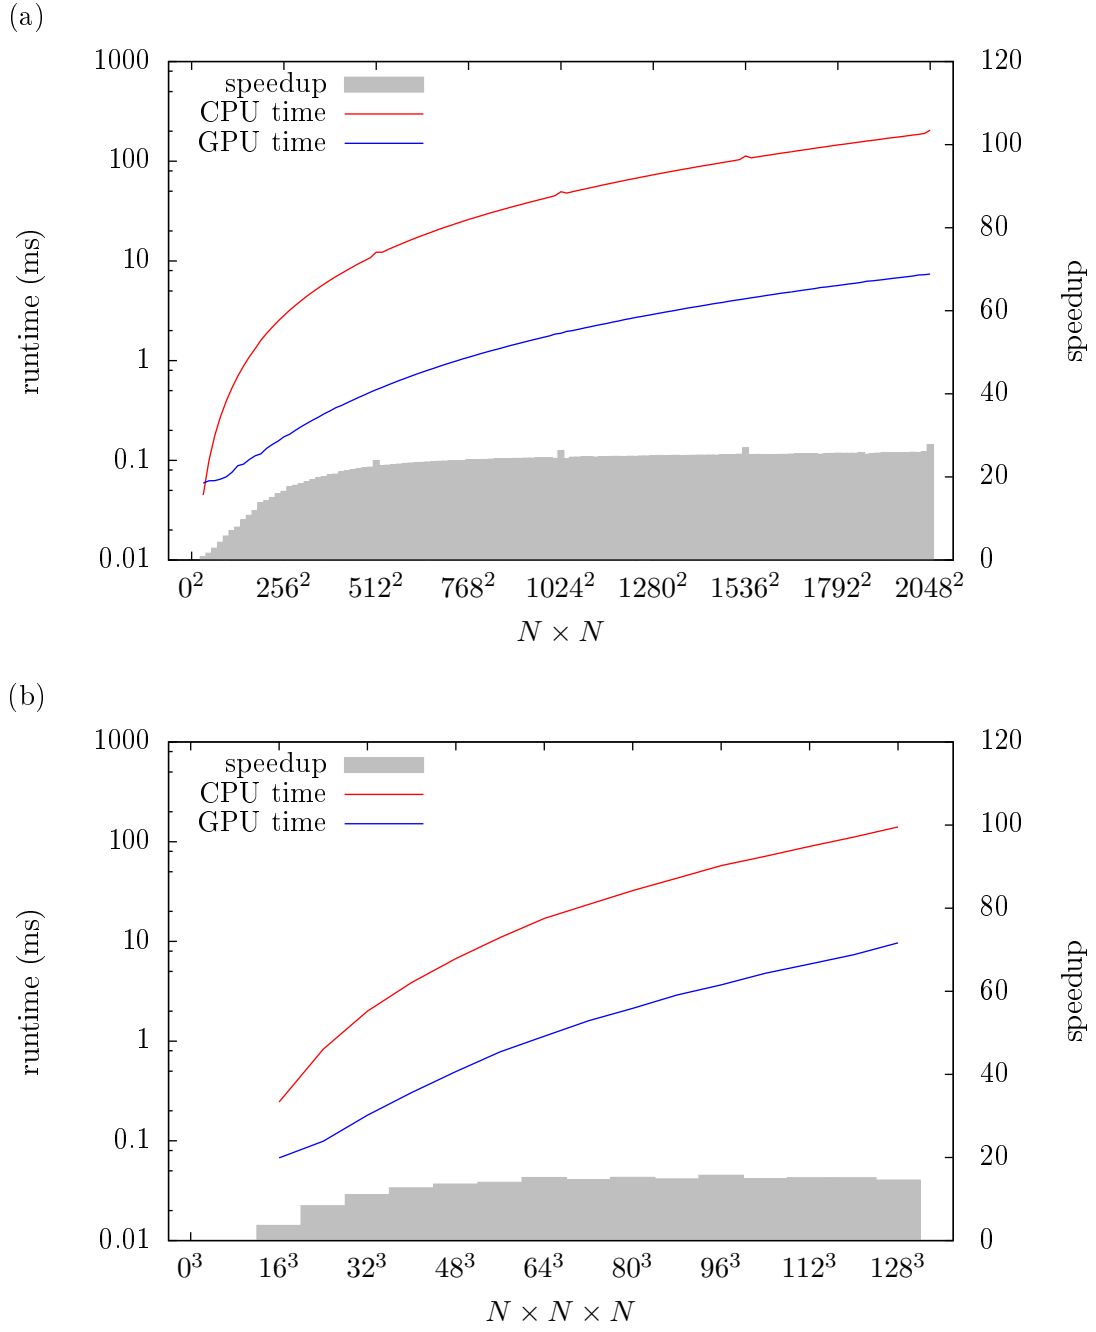 (a)
1000
100
10
1
0.1
0.01
runtime (ms)
speedup
CPU time
GPU time
120
100
80
60
40
20
0
speedup
0² 256² 512² 768² 1024² 1280² 1536² 1792² 2048²
N × N
(b)
1000
100
10
1
0.1
0.01
runtime (ms)
speedup
CPU time
GPU time
120
100
80
60
40
20
0
speedup
0³ 16³ 32³ 48³ 64³ 80³ 96³ 112³ 128³
N × N × N